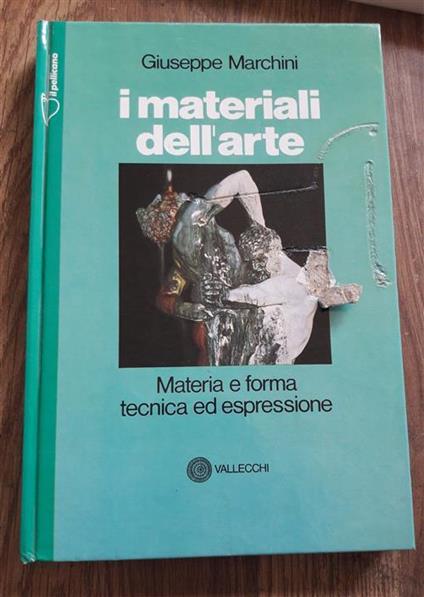 il pellicano
Giuseppe Marchini
i materiali
dell'arte
Materia e forma
tecnica ed espressione
VALLECCHI